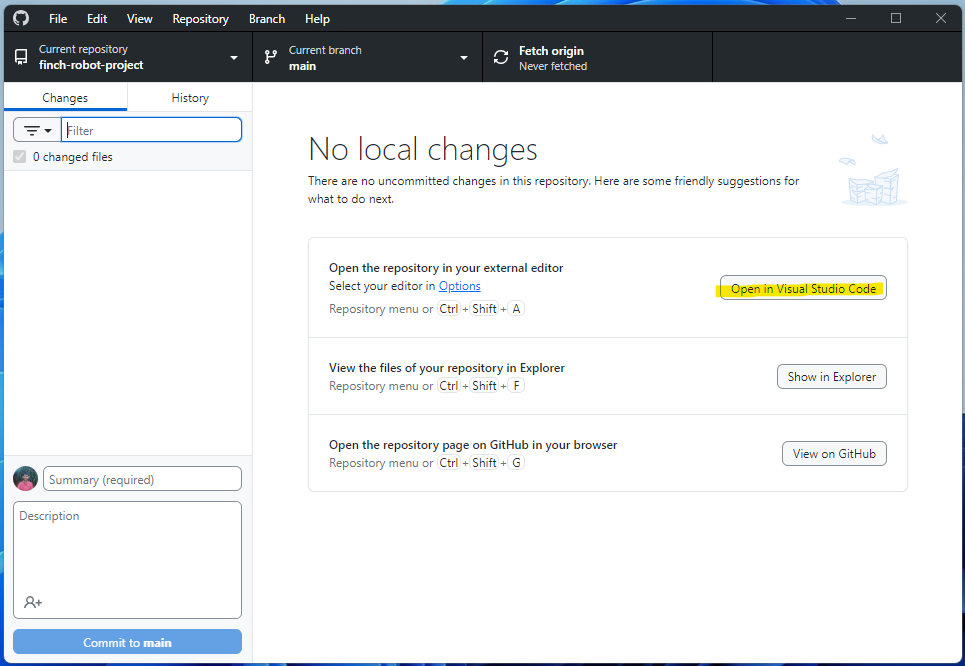 File Edit View Repository Branch Help
Current repository
finch-robot-project
Current branch
main
Fetch origin
Never fetched
Changes History
Filter
0 changed files
No local changes
There are no uncommitted changes in this repository. Here are some friendly suggestions for
what to do next.
Open the repository in your external editor
Select your editor in Options
Repository menu or Ctrl + Shift + A
Open in Visual Studio Code
View the files of your repository in Explorer
Repository menu or Ctrl + Shift + F
Show in Explorer
Open the repository page on GitHub in your browser
Repository menu or Ctrl + Shift + G
View on GitHub
Summary (required)
Description
Commit to main